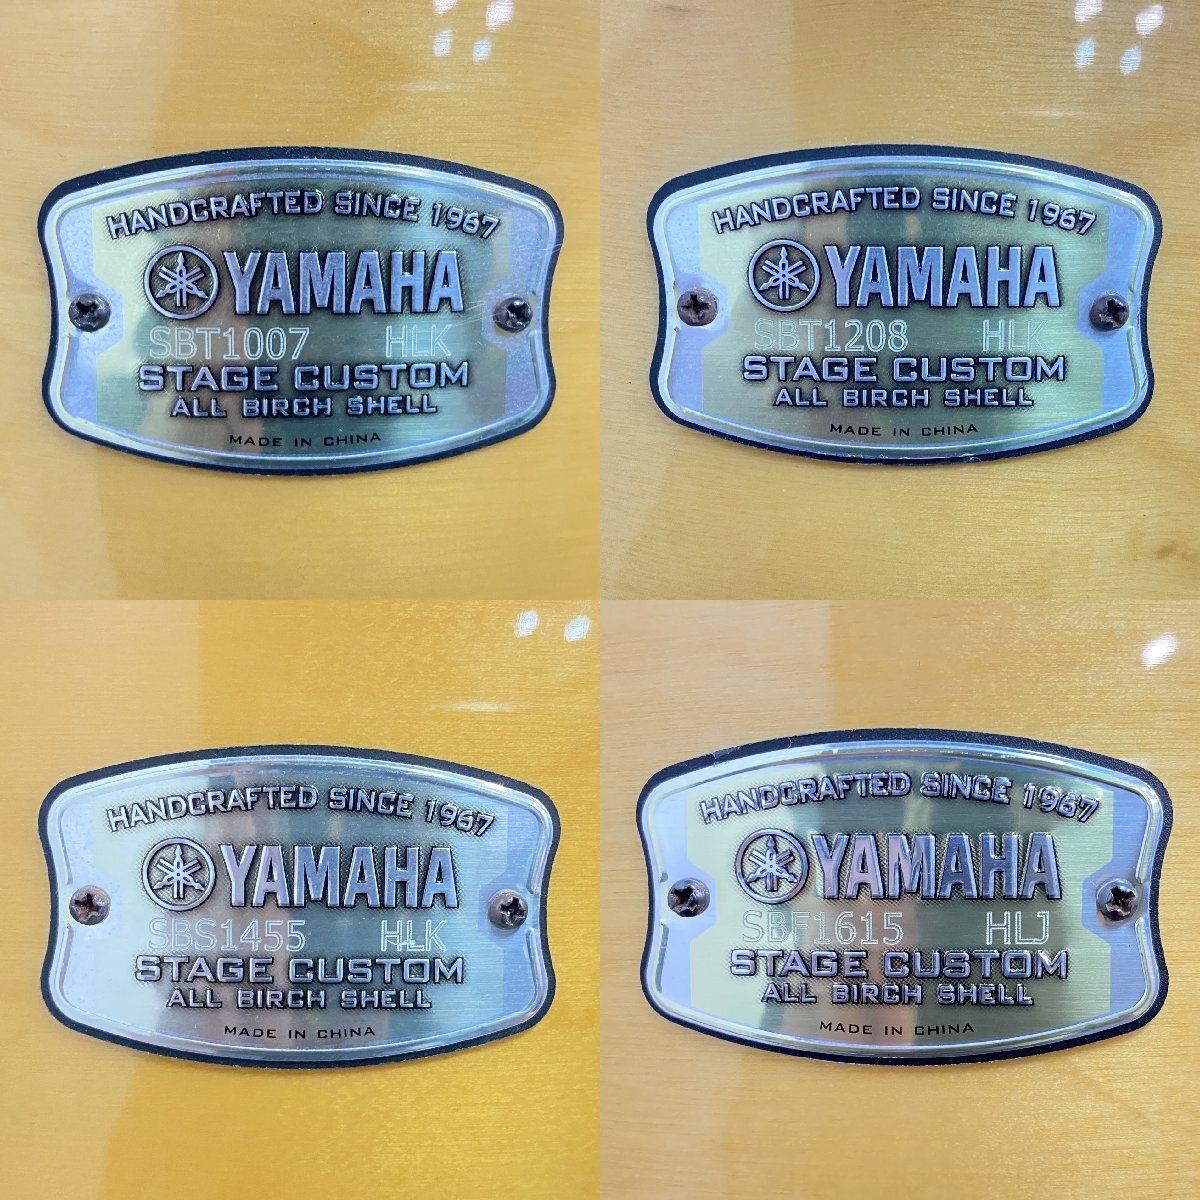 HANDCRAFTED SINCE 1967
YAMAHA
SBT1007 HLK
STAGE CUSTOM
ALL BIRCH SHELL
MADE IN CHINA
HANDCRAFTED SINCE 1967
YAMAHA
SBT1208 HLK
STAGE CUSTOM
ALL BIRCH SHELL
MADE IN CHINA
HANDCRAFTED SINCE 1967
YAMAHA
SBS1455 HLK
STAGE CUSTOM
ALL BIRCH SHELL
MADE IN CHINA
HANDCRAFTED SINCE 1967
YAMAHA
SBF1615 HLJ
STAGE CUSTOM
ALL BIRCH SHELL
MADE IN CHINA